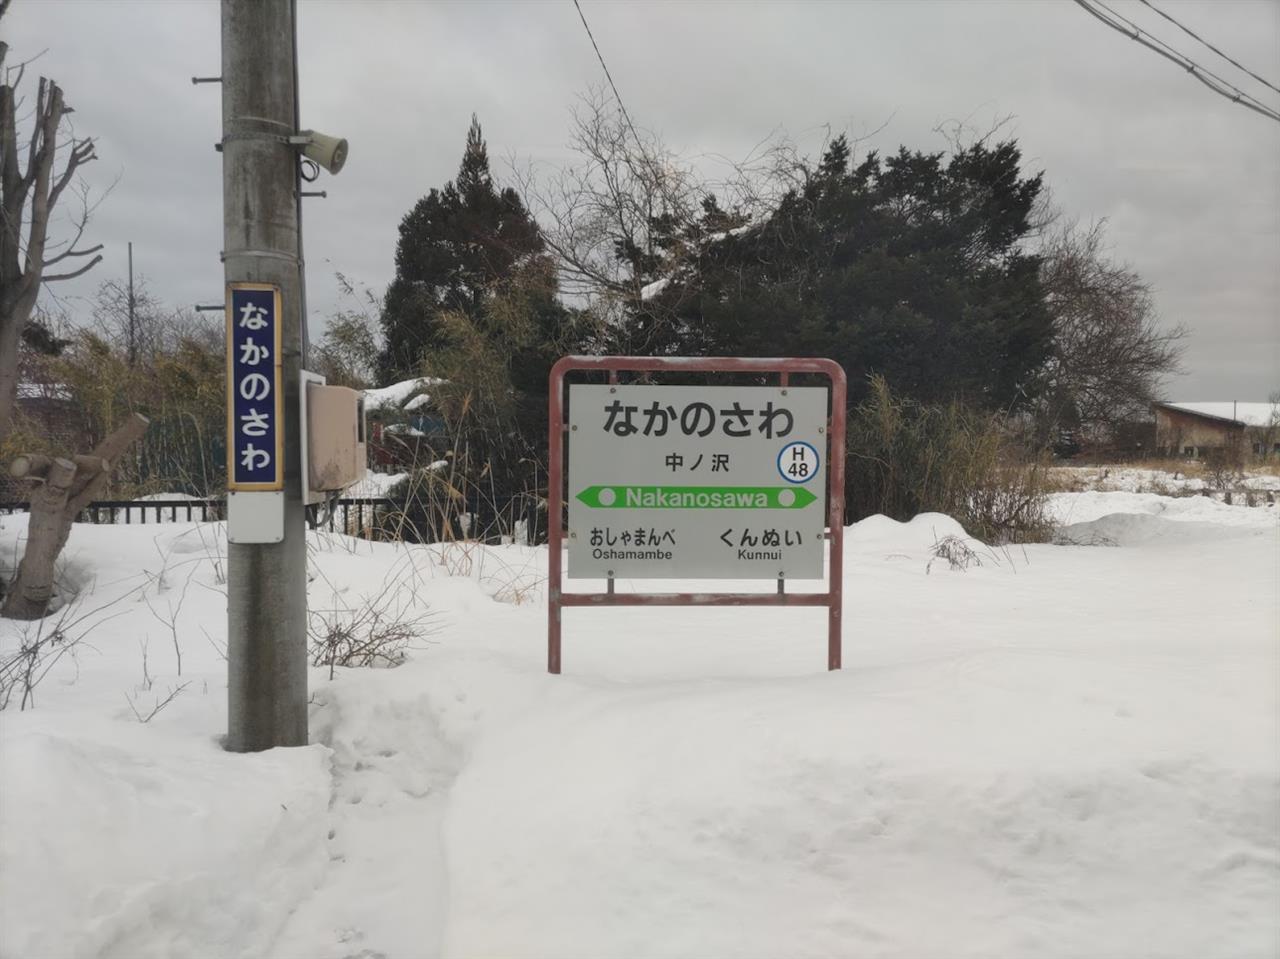 なかのさわ
なかのさわ
中ノ沢
H
48
Nakanosawa
おしゃまんべ くんぬい
Oshamambe Kunnui